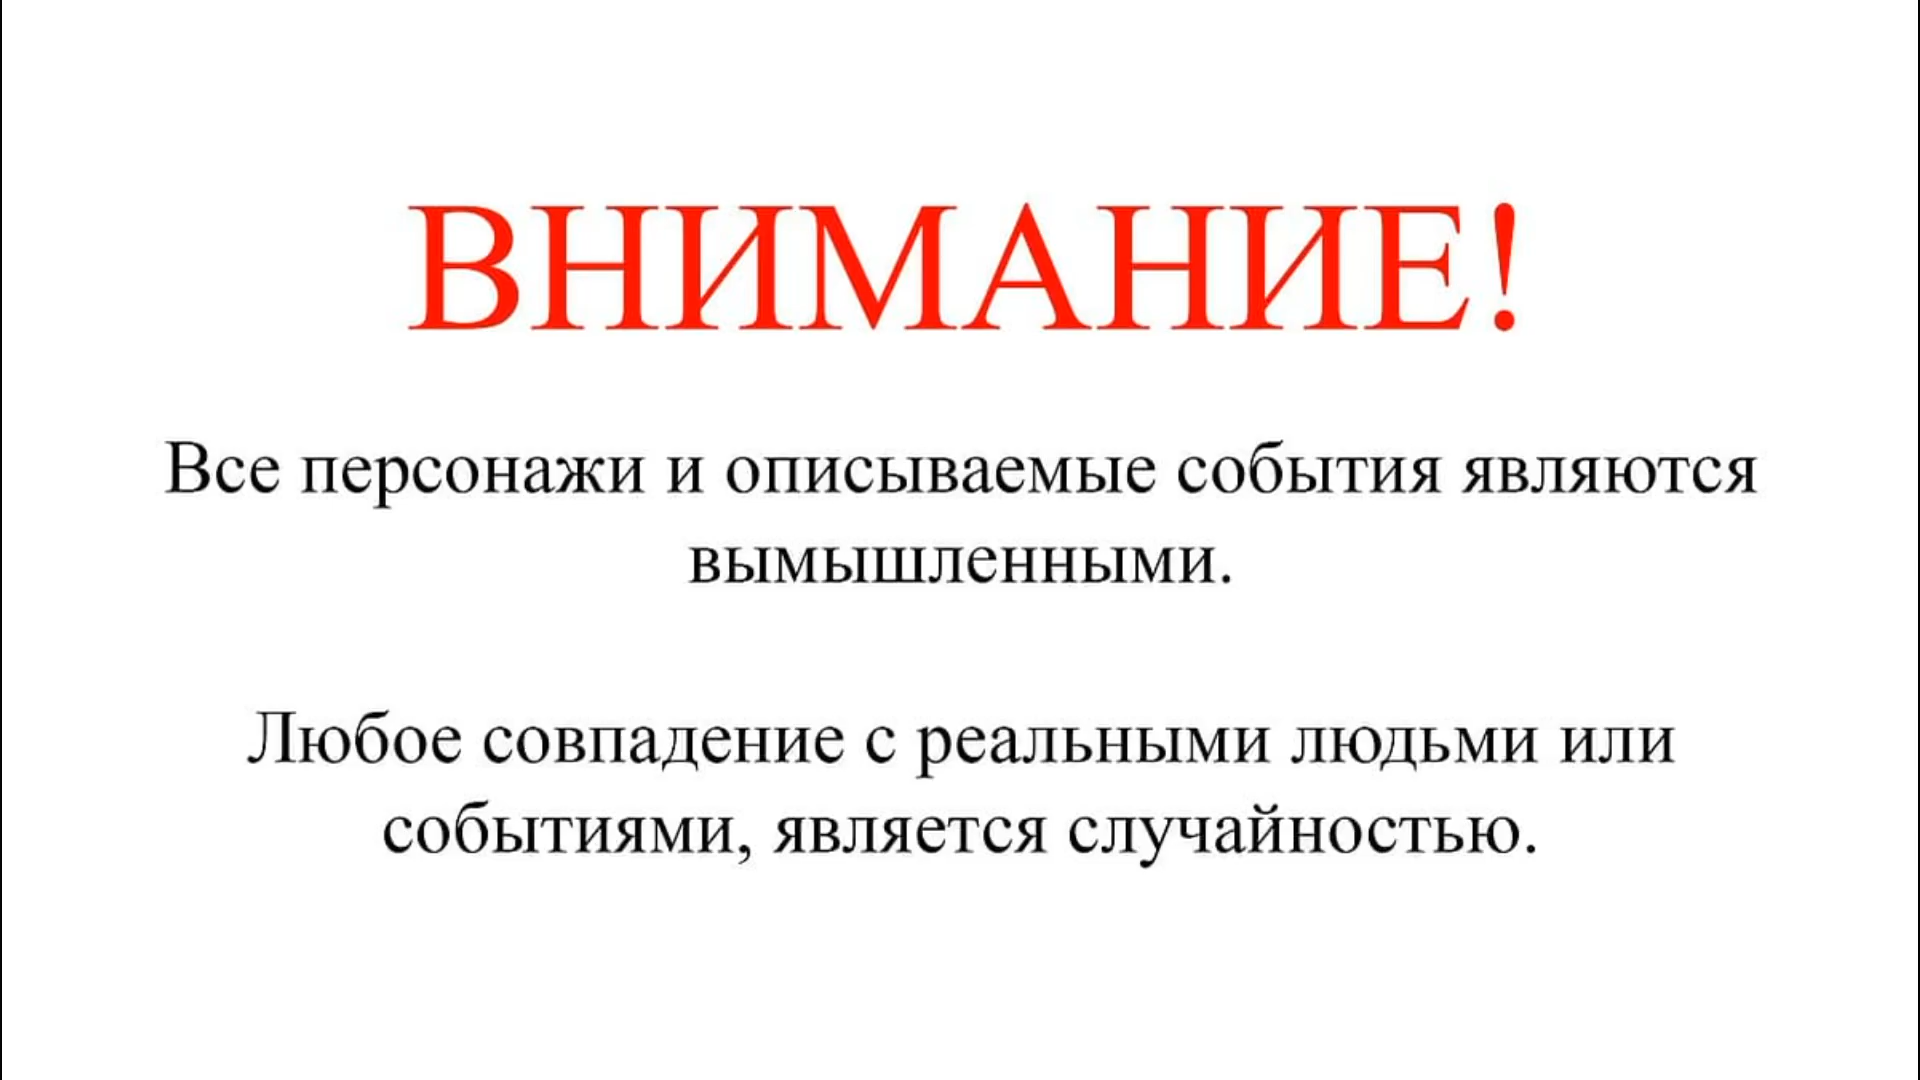 ВНИМАНИЕ!
Все персонажи и описываемые события являются
вымышленными.
Любое совпадение с реальными людьми или
событиями, является случайностью.